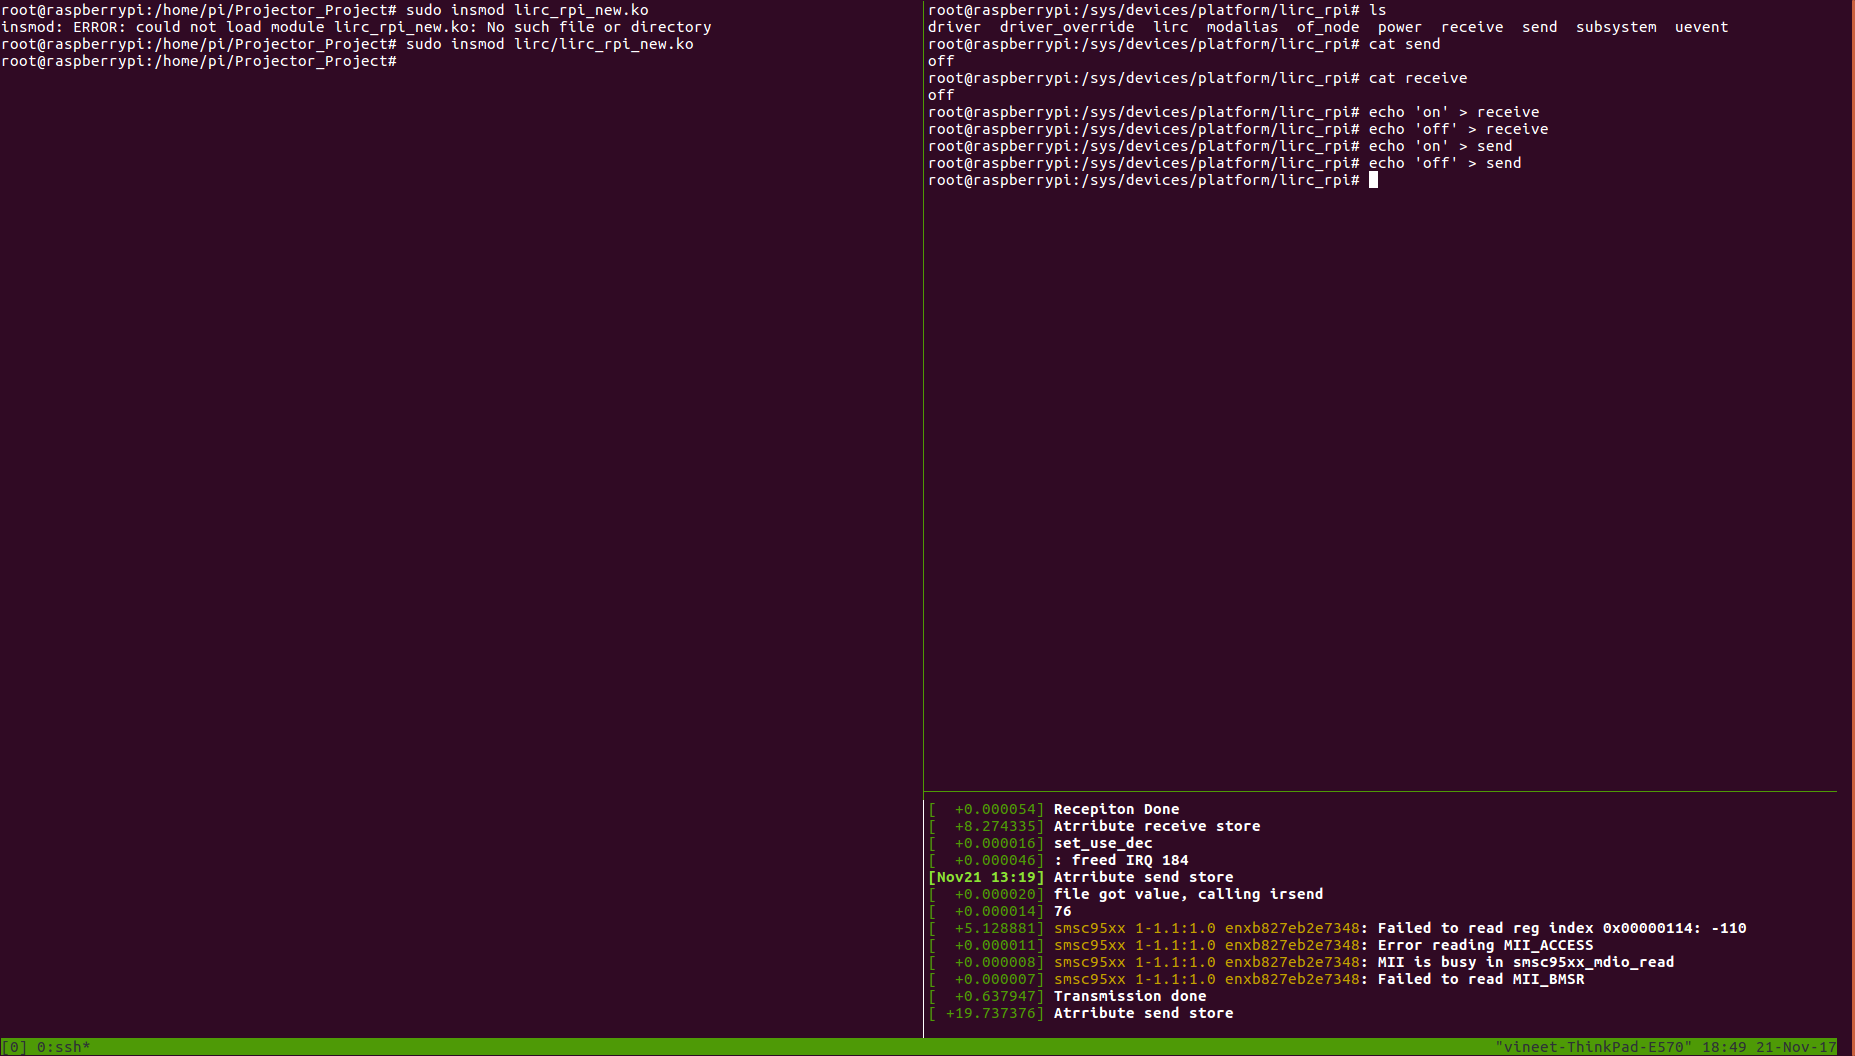 root@raspberrypi:/home/pi/Projector_Project# sudo insmod lirc_rpi_new.ko
insmod: ERROR: could not load module lirc_rpi_new.ko: No such file or directory
root@raspberrypi:/home/pi/Projector_Project# sudo insmod lirc/lirc_rpi_new.ko
root@raspberrypi:/home/pi/Projector_Project#
root@raspberrypi:/sys/devices/platform/lirc_rpi# ls
driver  driver_override  lirc  modalias  of_node  power  receive  send  subsystem  uevent
root@raspberrypi:/sys/devices/platform/lirc_rpi# cat send
off
root@raspberrypi:/sys/devices/platform/lirc_rpi# cat receive
off
root@raspberrypi:/sys/devices/platform/lirc_rpi# echo 'on' > receive
root@raspberrypi:/sys/devices/platform/lirc_rpi# echo 'off' > receive
root@raspberrypi:/sys/devices/platform/lirc_rpi# echo 'on' > send
root@raspberrypi:/sys/devices/platform/lirc_rpi# echo 'off' > send
root@raspberrypi:/sys/devices/platform/lirc_rpi#
[  +0.000054] Recepiton Done
[  +8.274335] Atrribute receive store
[  +0.000016] set_use_dec
[  +0.000046] : freed IRQ 184
[Nov21 13:19] Atrribute send store
[  +0.000020] file got value, calling irsend
[  +0.000014] 76
[  +5.128881] smsc95xx 1-1.1:1.0 enxb827eb2e7348: Failed to read reg index 0x00000114: -110
[  +0.000011] smsc95xx 1-1.1:1.0 enxb827eb2e7348: Error reading MII_ACCESS
[  +0.000008] smsc95xx 1-1.1:1.0 enxb827eb2e7348: MII is busy in smsc95xx_mdio_read
[  +0.000007] smsc95xx 1-1.1:1.0 enxb827eb2e7348: Failed to read MII_BMSR
[  +0.637947] Transmission done
[ +19.737376] Atrribute send store
[0] 0:ssh* "vineet-ThinkPad-E570" 18:49 21-Nov-17